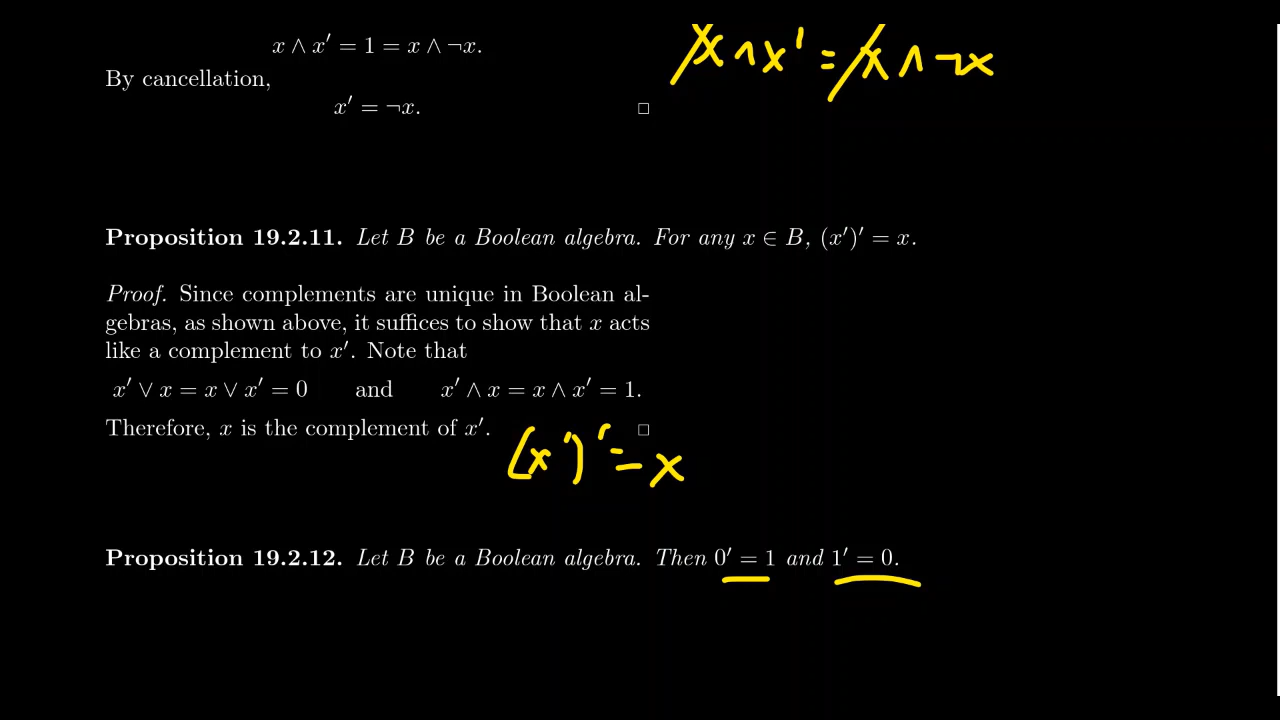 x ∧ x′ = 1 = x ∧ ¬x.
x ∧ x′ = x ∧ ¬x
By cancellation,
x′ = ¬x. □
Proposition 19.2.11. Let B be a Boolean algebra. For any x ∈ B, (x′)′ = x.
Proof. Since complements are unique in Boolean al-
gebras, as shown above, it suffices to show that x acts
like a complement to x′. Note that
x′ ∨ x = x ∨ x′ = 0 and x′ ∧ x = x ∧ x′ = 1.
Therefore, x is the complement of x′. □
(x′)′ = x
Proposition 19.2.12. Let B be a Boolean algebra. Then 0′ = 1 and 1′ = 0.